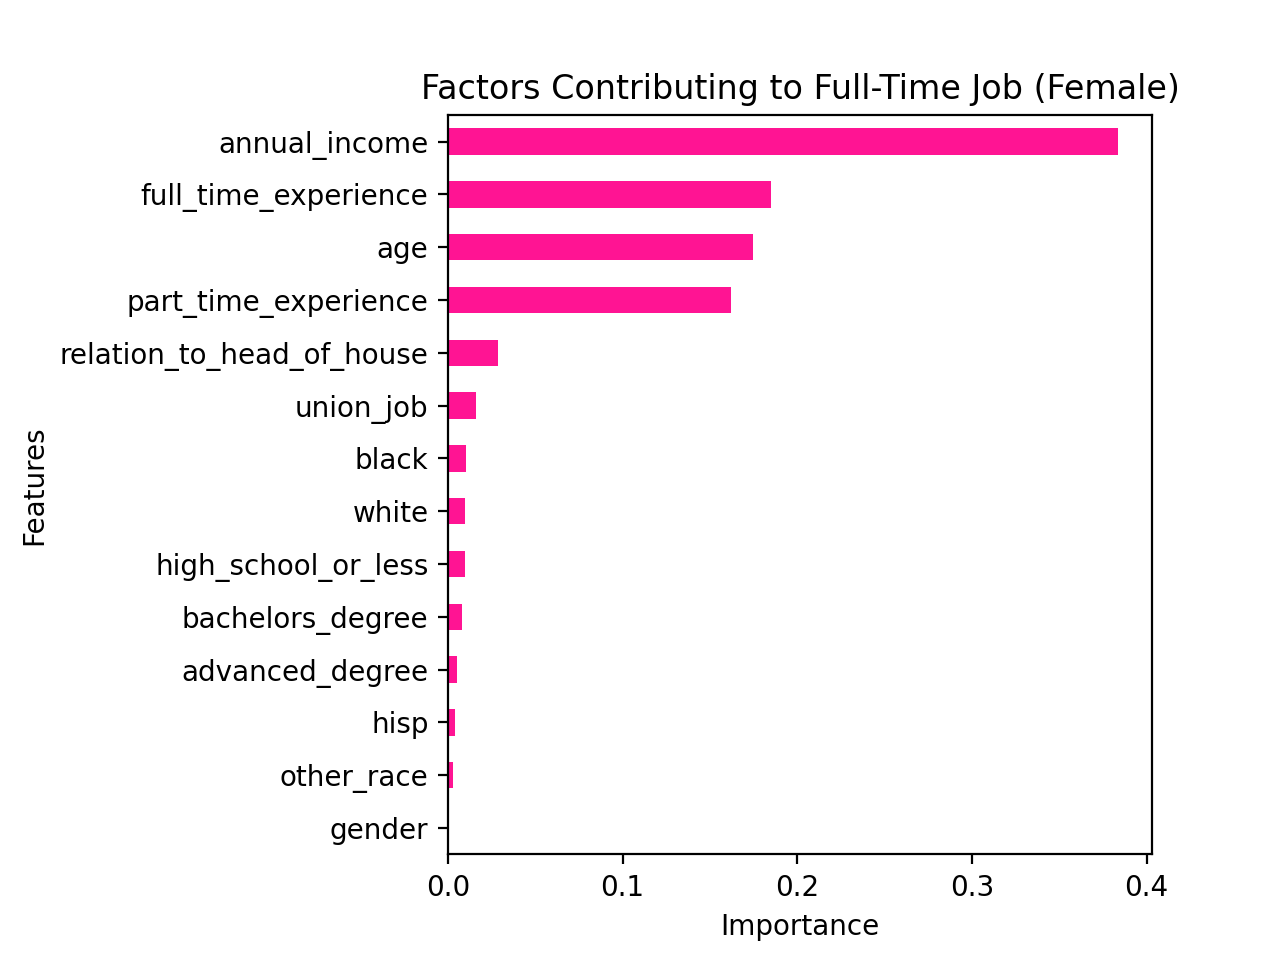 Factors Contributing to Full-Time Job (Female)
annual_income
full_time_experience
age
part_time_experience
relation_to_head_of_house
union_job
black
white
high_school_or_less
bachelors_degree
advanced_degree
hisp
other_race
gender
Features
0.0 0.1 0.2 0.3 0.4
Importance